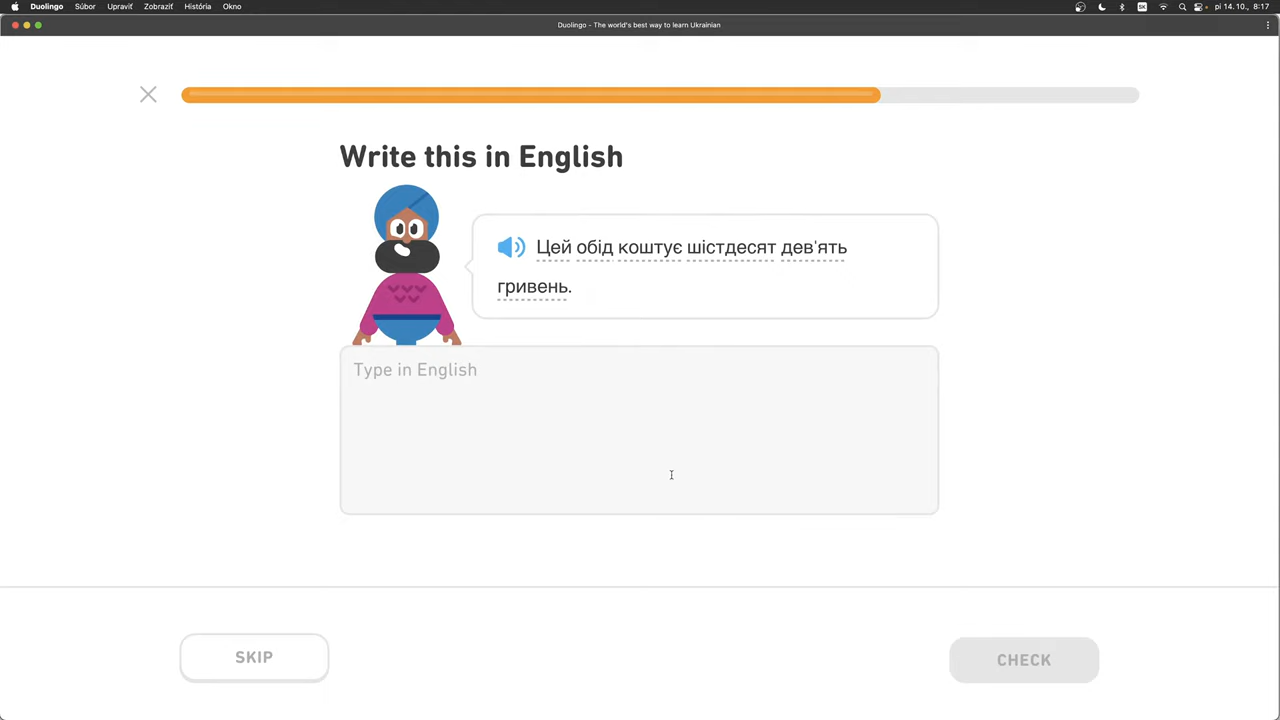 Duolingo Súbor Upraviť Zobraziť História Okno SK pi 14.10., 8:17
Duolingo - The world's best way to learn Ukrainian
Write this in English
Цей обід коштує шістдесят дев'ять
гривень.
Type in English
SKIP CHECK